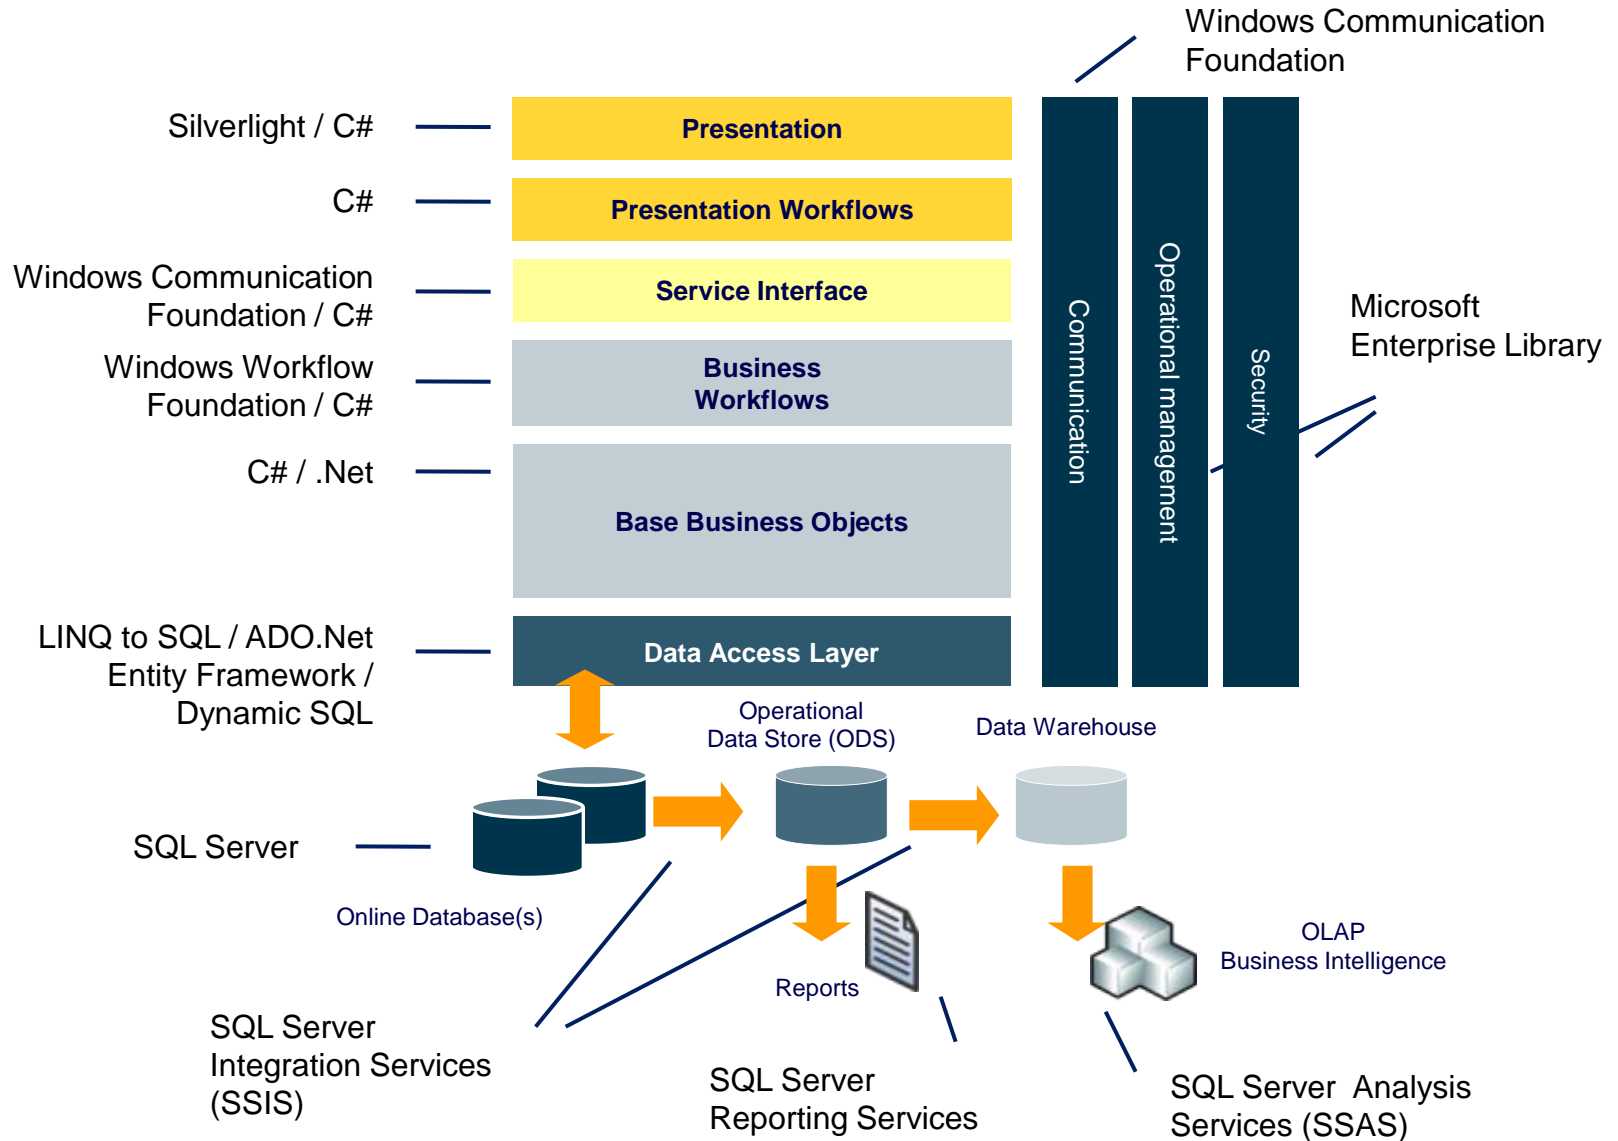 Windows Communication
Foundation
Silverlight / C#
Presentation
C#
Presentation Workflows
Windows Communication
Foundation / C#
Service Interface
Windows Workflow
Foundation / C#
Business
Workflows
C# / .Net
Base Business Objects
LINQ to SQL / ADO.Net
Entity Framework /
Dynamic SQL
Data Access Layer
Communication
Operational management
Security
Microsoft
Enterprise Library
Operational
Data Store (ODS)
Data Warehouse
SQL Server
Online Database(s)
Reports
OLAP
Business Intelligence
SQL Server
Integration Services
(SSIS)
SQL Server
Reporting Services
SQL Server  Analysis
Services (SSAS)